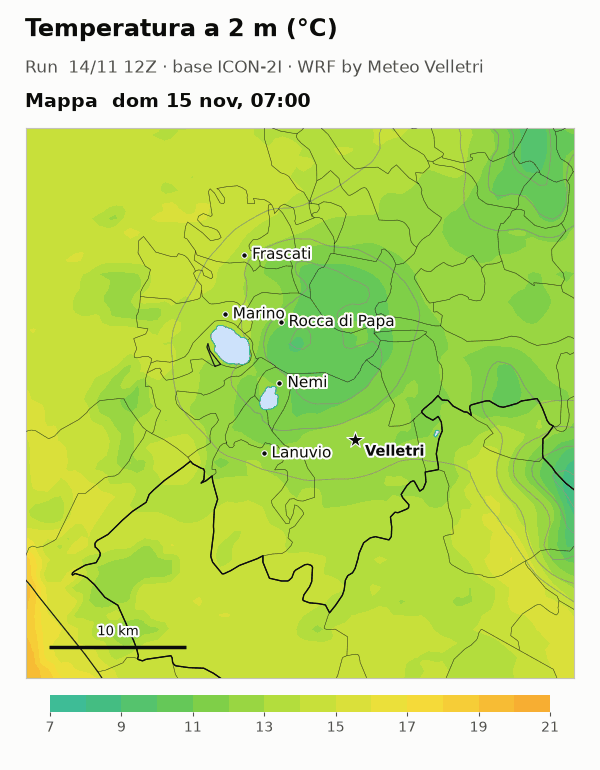 Temperatura a 2 m (°C)
Run  14/11 12Z · base ICON-2I · WRF by Meteo Velletri
Mappa  dom 15 nov, 07:00
Frascati
Marino
Rocca di Papa
Nemi
Velletri
Lanuvio
10 km
7 9 11 13 15 17 19 21